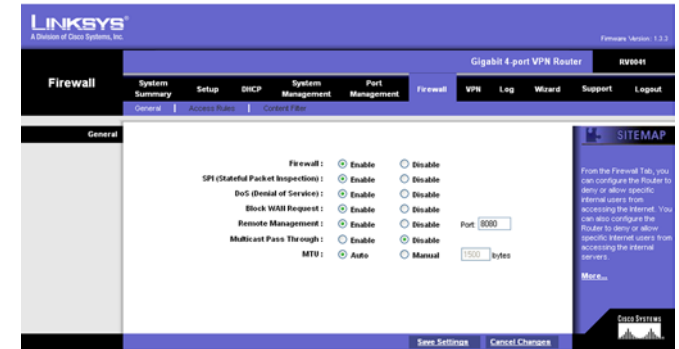 LINKSYS®
A Division of Cisco Systems, Inc.
Firmware Version: 1.3.3
Gigabit 4-port VPN Router
RV0041
Firewall
System Summary
Setup
DHCP
System Management
Port Management
Firewall
VPN
Log
Wizard
Support
Logout
General | Access Rules | Content Filter
General
SITEMAP
Firewall : Enable Disable
SPI (Stateful Packet Inspection) : Enable Disable
DoS (Denial of Service) : Enable Disable
Block WAN Request : Enable Disable
Remote Management : Enable Disable Port 8080
Multicast Pass Through : Enable Disable
MTU : Auto Manual 1500 bytes
From the Firewall Tab, you
can configure the Router to
deny or allow specific
internal users from
accessing the Internet. You
can also configure the
Router to deny or allow
specific Internet users from
accessing the internal
servers.
More...
CISCO SYSTEMS
Save Settings
Cancel Changes